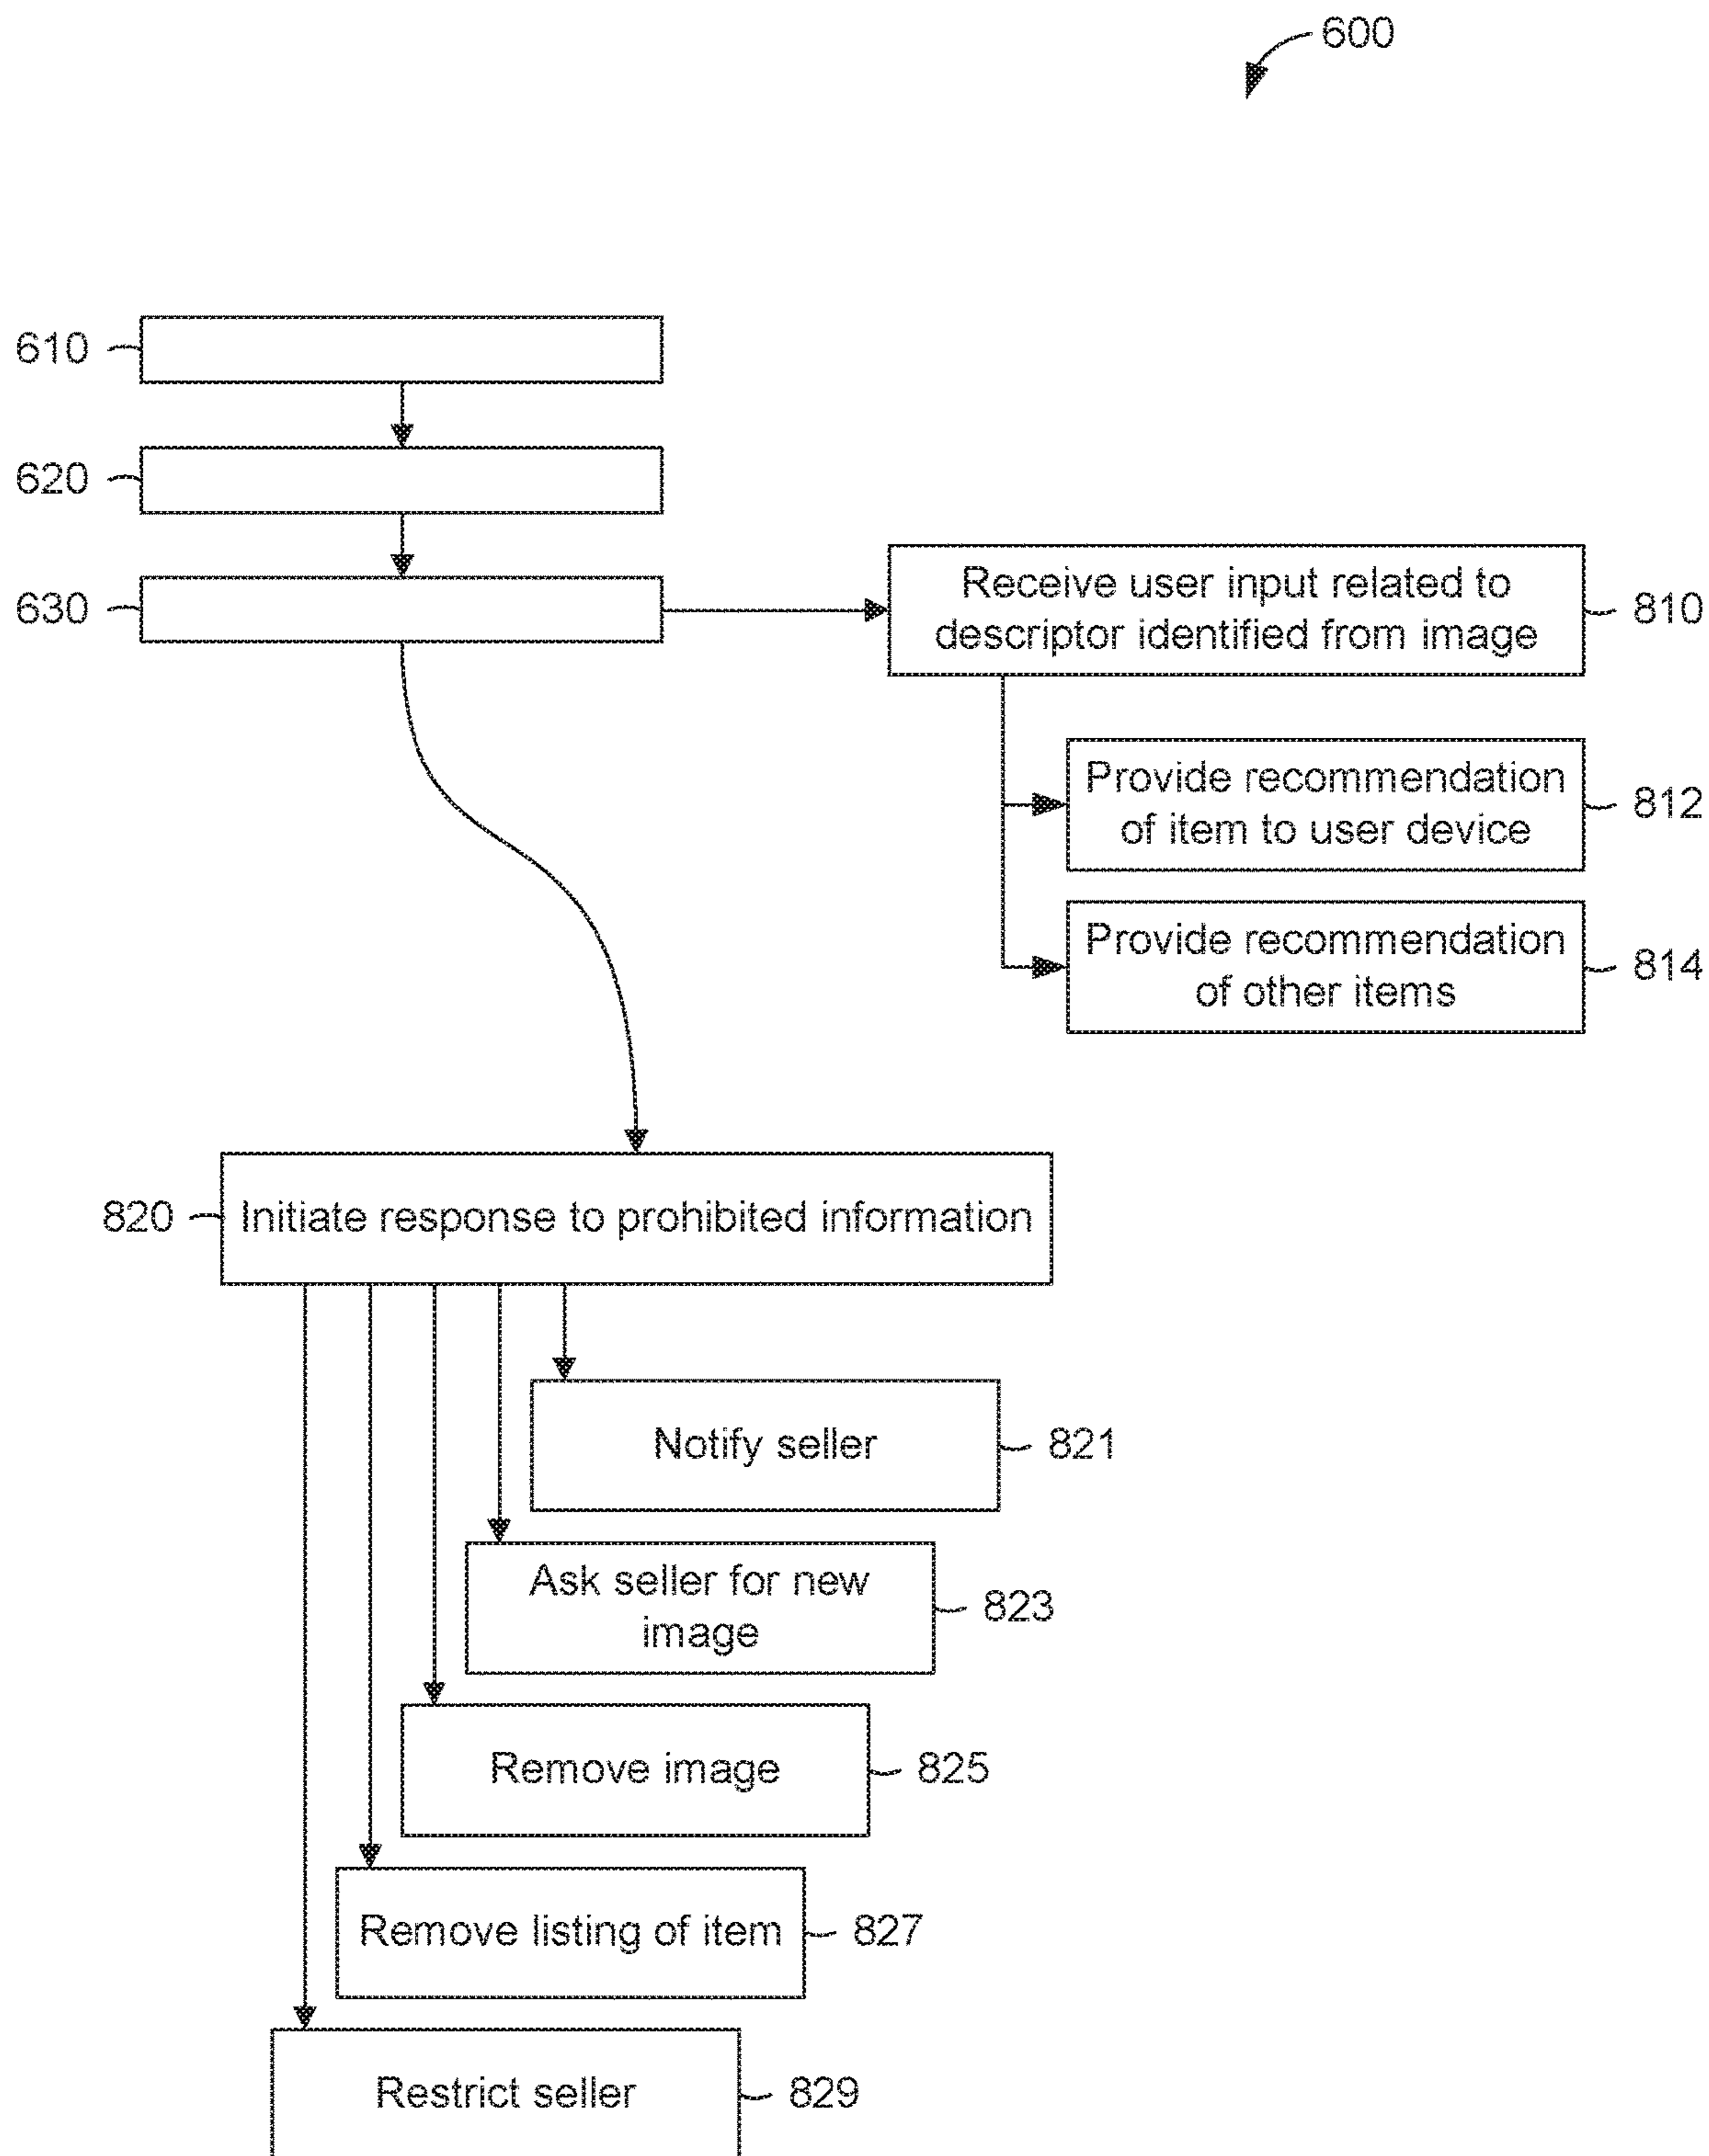 600
610
620
630
Receive user input related to
descriptor identified from image
810
Provide recommendation
of item to user device
812
Provide recommendation
of other items
814
820
Initiate response to prohibited information
Notify seller
821
Ask seller for new
image
823
Remove image
825
Remove listing of item
827
Restrict seller
829